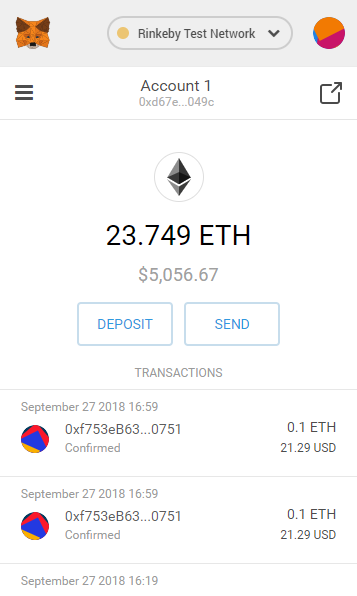 Rinkeby Test Network
Account 1
0xd67e...049c
23.749 ETH
$5,056.67
DEPOSIT
SEND
TRANSACTIONS
September 27 2018 16:59
0xf753eB63...0751
0.1 ETH
Confirmed
21.29 USD
September 27 2018 16:59
0xf753eB63...0751
0.1 ETH
Confirmed
21.29 USD
September 27 2018 16:19